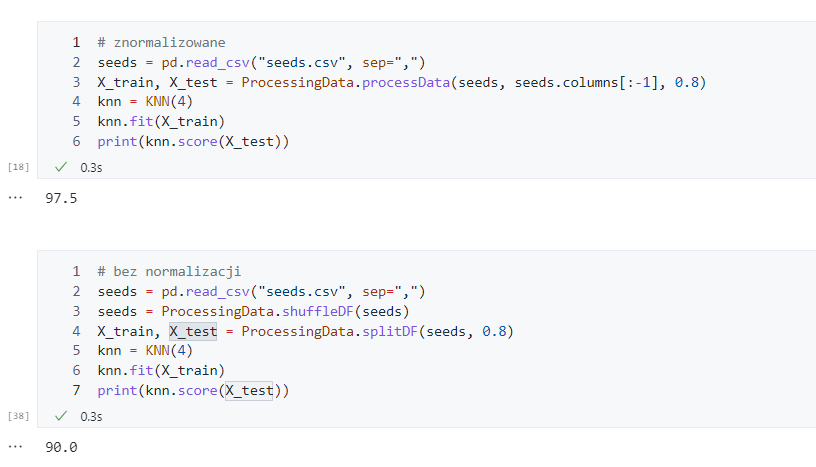 1 # znormalizowane
2 seeds = pd.read_csv("seeds.csv", sep=",")
3 X_train, X_test = ProcessingData.processData(seeds, seeds.columns[:-1], 0.8)
4 knn = KNN(4)
5 knn.fit(X_train)
6 print(knn.score(X_test))
[18] ✓ 0.3s
... 97.5
1 # bez normalizacji
2 seeds = pd.read_csv("seeds.csv", sep=",")
3 seeds = ProcessingData.shuffleDF(seeds)
4 X_train, X_test = ProcessingData.splitDF(seeds, 0.8)
5 knn = KNN(4)
6 knn.fit(X_train)
7 print(knn.score(X_test))
[38] ✓ 0.3s
... 90.0